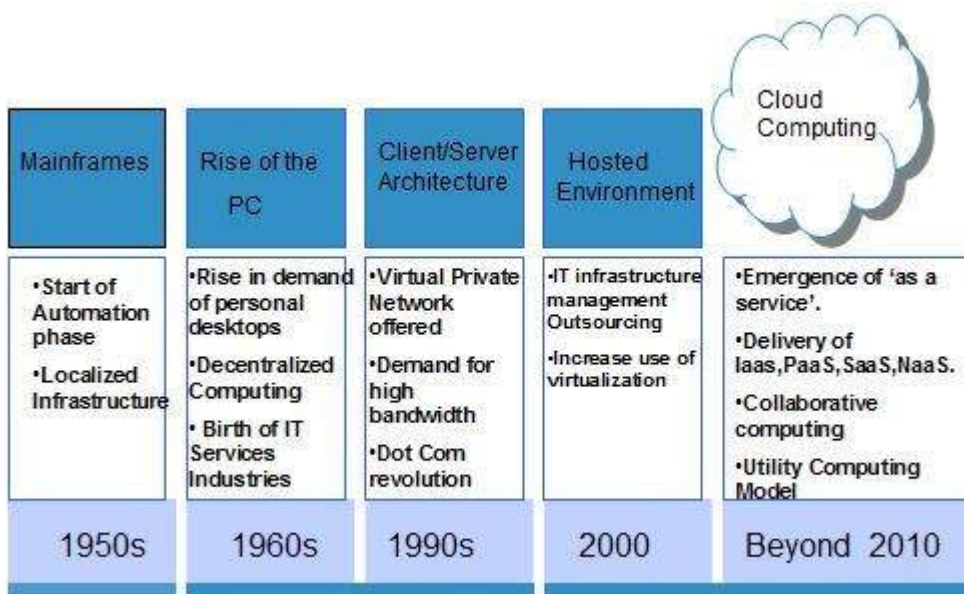 Mainframes
•Start of
Automation
phase
•Localized
Infrastructure
1950s
Rise of the
PC
•Rise in demand
of personal
desktops
•Decentralized
Computing
• Birth of IT
Services
Industries
1960s
Client/Server
Architecture
•Virtual Private
Network
offered
•Demand for
high
bandwidth
•Dot Com
revolution
1990s
Hosted
Environment
•IT infrastructure
management
Outsourcing
•Increase use of
virtualization
2000
Cloud
Computing
•Emergence of ‘as a
service’.
•Delivery of
Iaas,PaaS,SaaS,NaaS.
•Collaborative
computing
•Utility Computing
Model
Beyond 2010